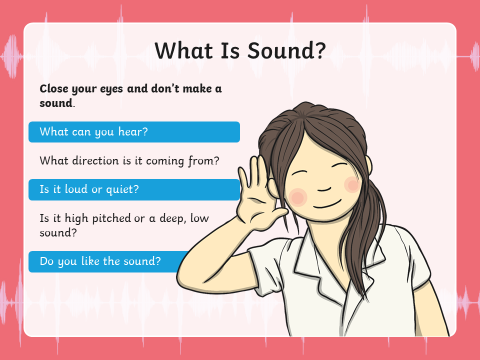 What Is Sound?
Close your eyes and don't make a
sound.
What can you hear?
What direction is it coming from?
Is it loud or quiet?
Is it high pitched or a deep, low
sound?
Do you like the sound?